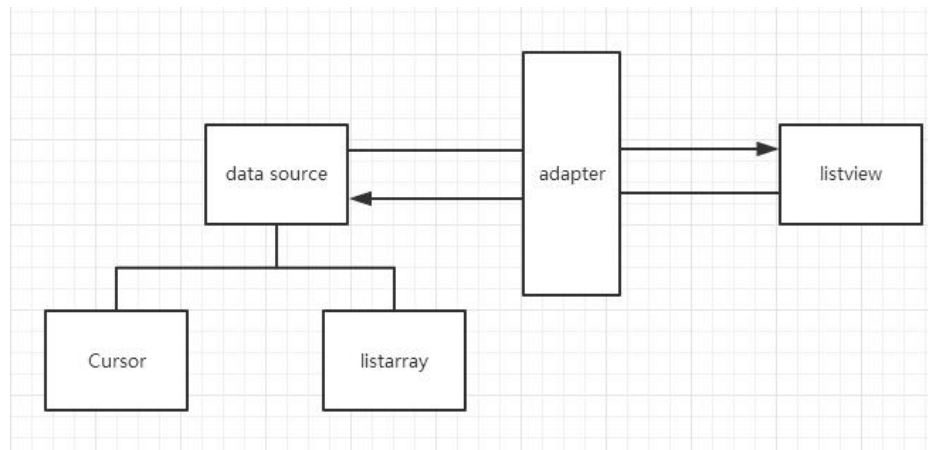 data source
adapter
listview
Cursor
listarray